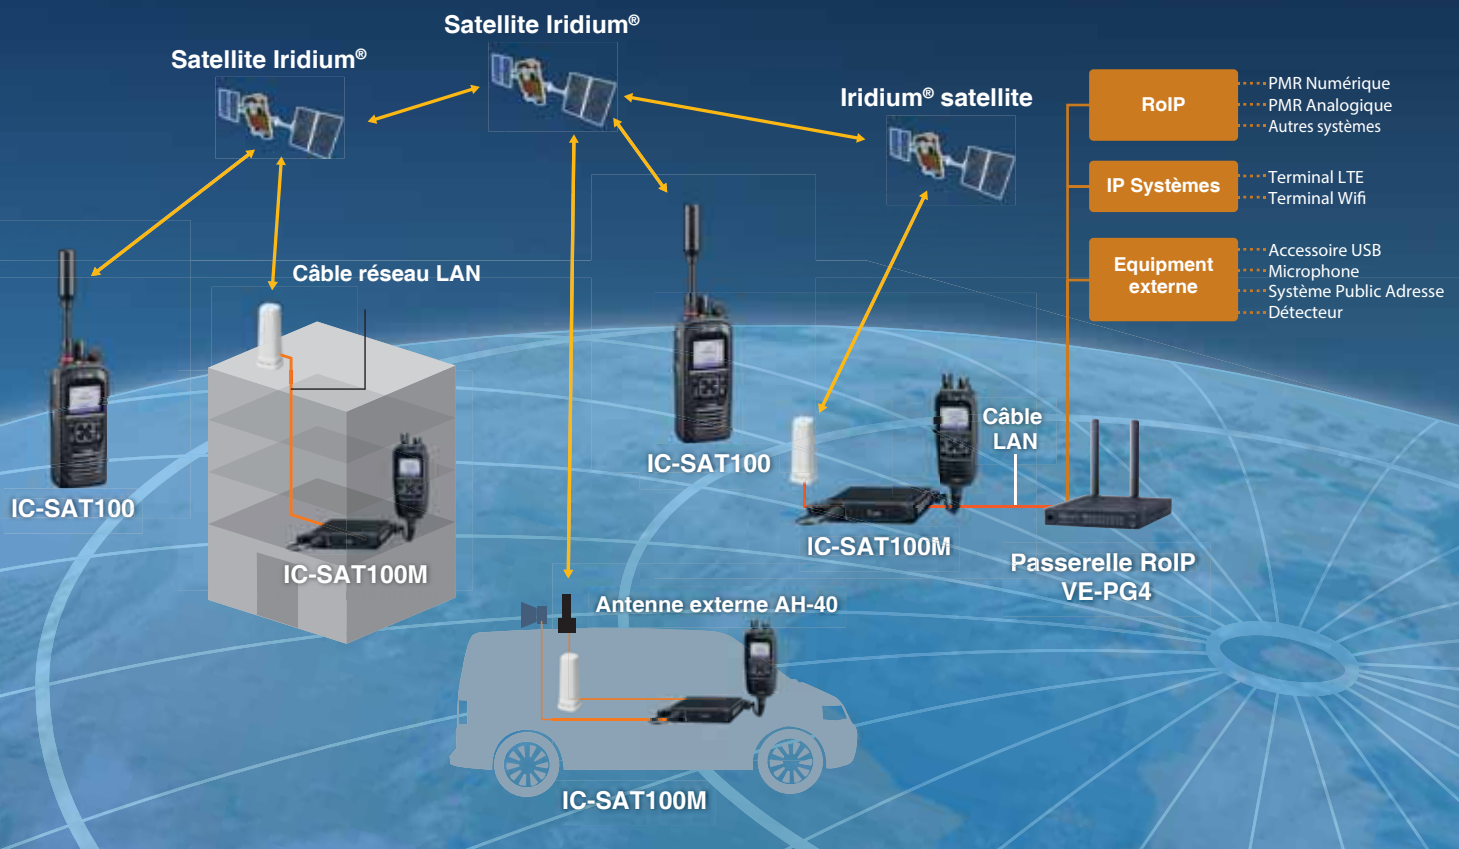 Satellite Iridium®
Satellite Iridium®
Iridium® satellite
RoIP
PMR Numérique
PMR Analogique
Autres systèmes
IP Systèmes
Terminal LTE
Terminal Wifi
Equipment
externe
Accessoire USB
Microphone
Système Public Adresse
Détecteur
Câble réseau LAN
Câble
LAN
IC-SAT100
IC-SAT100
IC-SAT100M
IC-SAT100M
Passerelle RoIP
VE-PG4
Antenne externe AH-40
IC-SAT100M